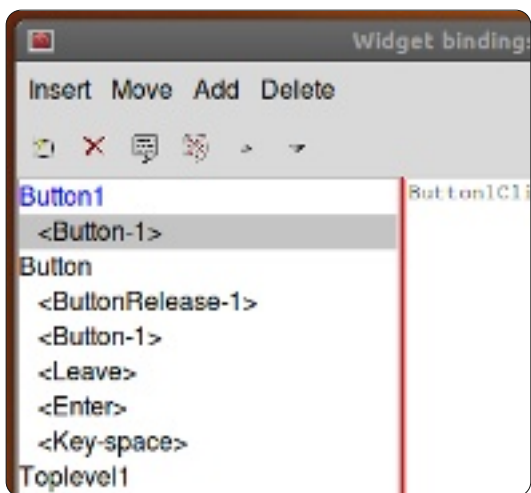 Widget binding
Insert Move Add Delete
Button1
<Button-1>
Button
<ButtonRelease-1>
<Button-1>
<Leave>
<Enter>
<Key-space>
Toplevel1
Button1Cli